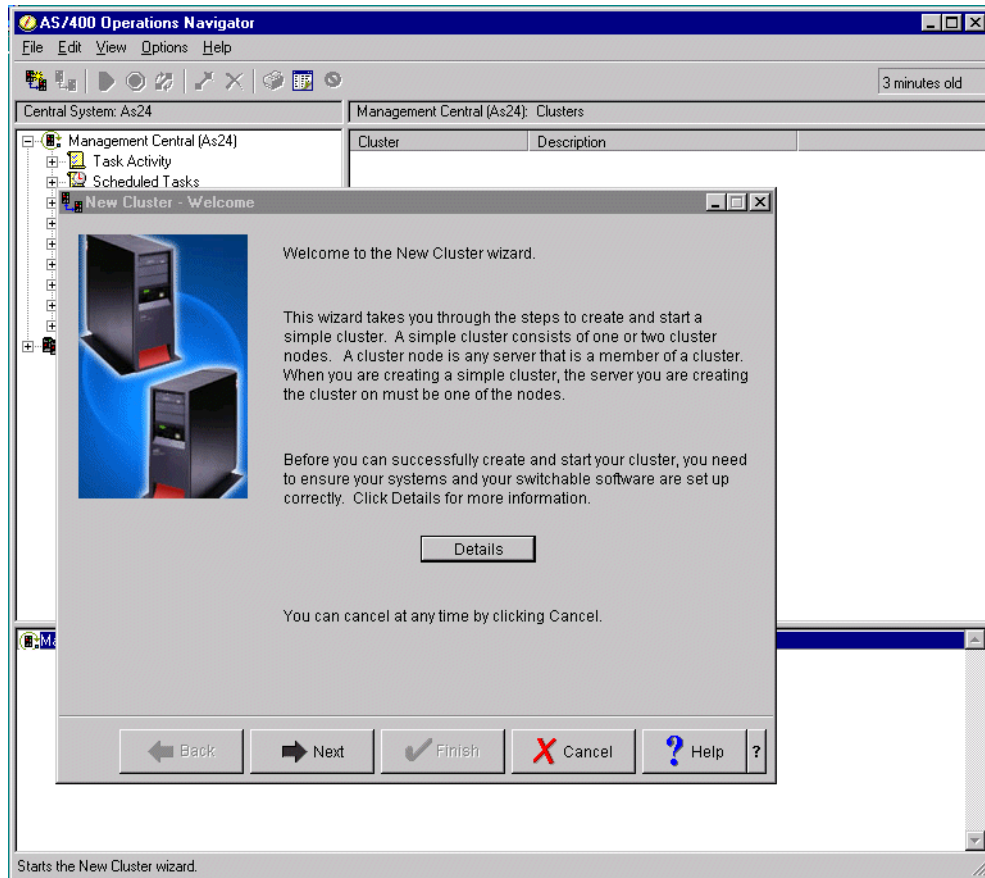 AS/400 Operations Navigator
File Edit View Options Help
3 minutes old
Central System: As24
Management Central (As24): Clusters
Management Central (As24)
Task Activity
Scheduled Tasks
Cluster Description
New Cluster - Welcome
Welcome to the New Cluster wizard.
This wizard takes you through the steps to create and start a
simple cluster. A simple cluster consists of one or two cluster
nodes. A cluster node is any server that is a member of a cluster.
When you are creating a simple cluster, the server you are creating
the cluster on must be one of the nodes.
Before you can successfully create and start your cluster, you need
to ensure your systems and your switchable software are set up
correctly. Click Details for more information.
Details
You can cancel at any time by clicking Cancel.
Back Next Finish Cancel Help ?
Starts the New Cluster wizard.